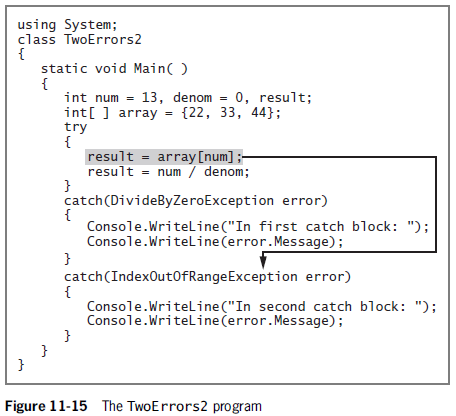 using System;
class TwoErrors2
{
static void Main( )
{
int num = 13, denom = 0, result;
int[ ] array = {22, 33, 44};
try
{
result = array[num];
result = num / denom;
}
catch(DivideByZeroException error)
{
Console.WriteLine("In first catch block: ");
Console.WriteLine(error.Message);
}
catch(IndexOutOfRangeException error)
{
Console.WriteLine("In second catch block: ");
Console.WriteLine(error.Message);
}
}
}
Figure 11-15 The TwoErrors2 program